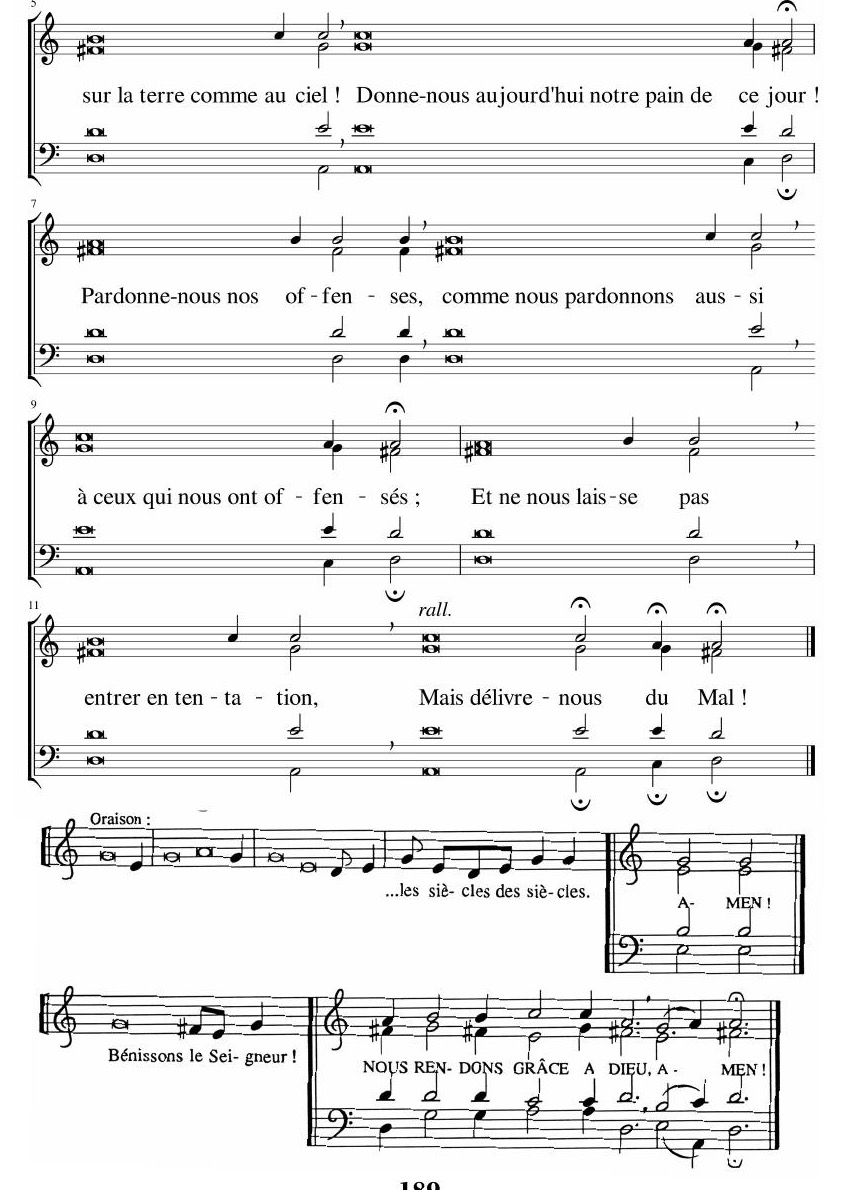 5
sur la terre comme au ciel ! Donne-nous aujourd'hui notre pain de ce jour !
7
Pardonne-nous nos of - fen - ses, comme nous pardonnons aus - si
9
à ceux qui nous ont of - fen - sés ; Et ne nous lais - se pas
11
rall.
entrer en ten - ta - tion, Mais délivre - nous du Mal !
Oraison :
...les siè- cles des siè- cles.
A- MEN !
Bénissons le Sei- gneur !
NOUS REN- DONS GRÂCE A DIEU, A - MEN !
189